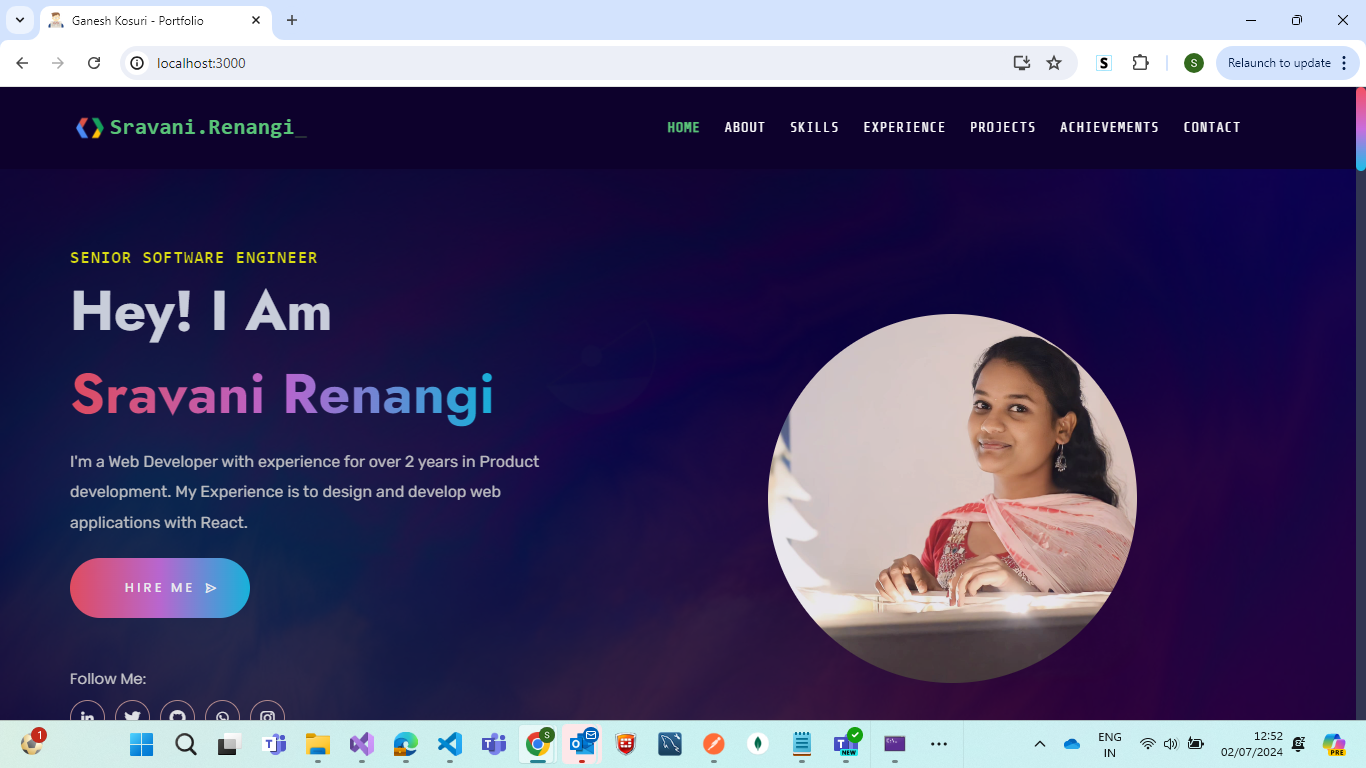 Ganesh Kosuri - Portfolio
localhost:3000
S
S
Relaunch to update
Sravani.Renangi_
HOME ABOUT SKILLS EXPERIENCE PROJECTS ACHIEVEMENTS CONTACT
SENIOR SOFTWARE ENGINEER
Hey! I Am
Sravani Renangi
I'm a Web Developer with experience for over 2 years in Product
development. My Experience is to design and develop web
applications with React.
HIRE ME
Follow Me:
1
S
NEW
ENG
IN
12:52
02/07/2024
PRE